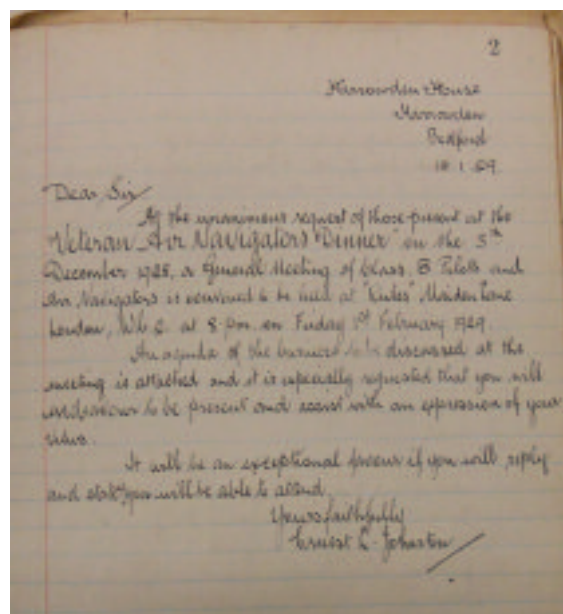 2
Harrowden House
Harrowden
Bedford
18.1.29.
Dear Sir
At the unanimous request of those present at the
"Veteran Air Navigators Dinner" on the 5th
December 1928, a General Meeting of Class B Pilots and
Air Navigators is convened to be held at "Rules" Maiden Lane
London, W.C.2. at 8-pm. on Friday 1st February 1929.
An agenda of the business to be discussed at the
meeting is attached and it is especially requested that you will
endeavour to be present and assist with an expression of your
views.
It will be an exceptional favour if you will reply
and state you will be able to attend.
Yours faithfully
Ernest L. Johnston